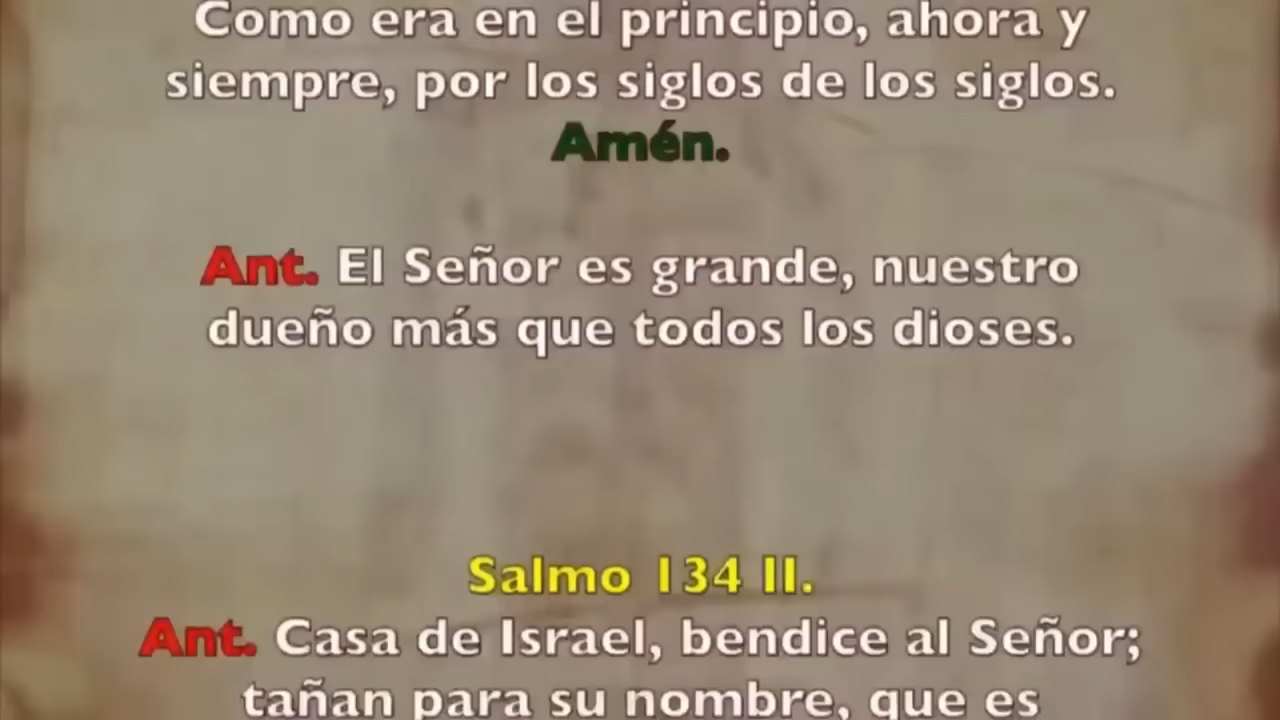 Como era en el principio, ahora y
siempre, por los siglos de los siglos.
Amén.
Ant. El Señor es grande, nuestro
dueño más que todos los dioses.
Salmo 134 II.
Ant. Casa de Israel, bendice al Señor;
tañan para su nombre, que es